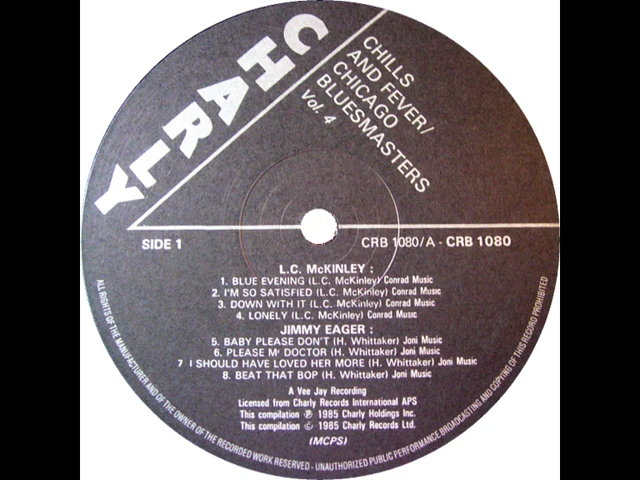 CHARLY
CHILLS
AND FEVER/
CHICAGO
BLUESMASTERS
Vol. 4
SIDE 1
CRB 1080/A - CRB 1080
L.C. McKINLEY :
1. BLUE EVENING (L.C. McKinley) Conrad Music
2. I'M SO SATISFIED (L.C. McKinley) Conrad Music
3. DOWN WITH IT (L.C. McKinley) Conrad Music
4. LONELY (L.C. McKinley) Conrad Music
JIMMY EAGER :
5. BABY PLEASE DON'T (H. Whittaker) Joni Music
6. PLEASE Mr DOCTOR (H. Whittaker) Joni Music
7 I SHOULD HAVE LOVED HER MORE (H. Whittaker) Joni Music
8. BEAT THAT BOP (H. Whittaker) Joni Music
A Vee Jay Recording
Licensed from Charly Records International APS
This compilation ℗ 1985 Charly Holdings Inc.
This compilation © 1985 Charly Records Ltd.
(MCPS)
ALL RIGHTS OF THE MANUFACTURER AND OF THE OWNER OF THE RECORDED WORK RESERVED - UNAUTHORIZED PUBLIC PERFORMANCE BROADCASTING AND COPYING OF THIS RECORD PROHIBITED